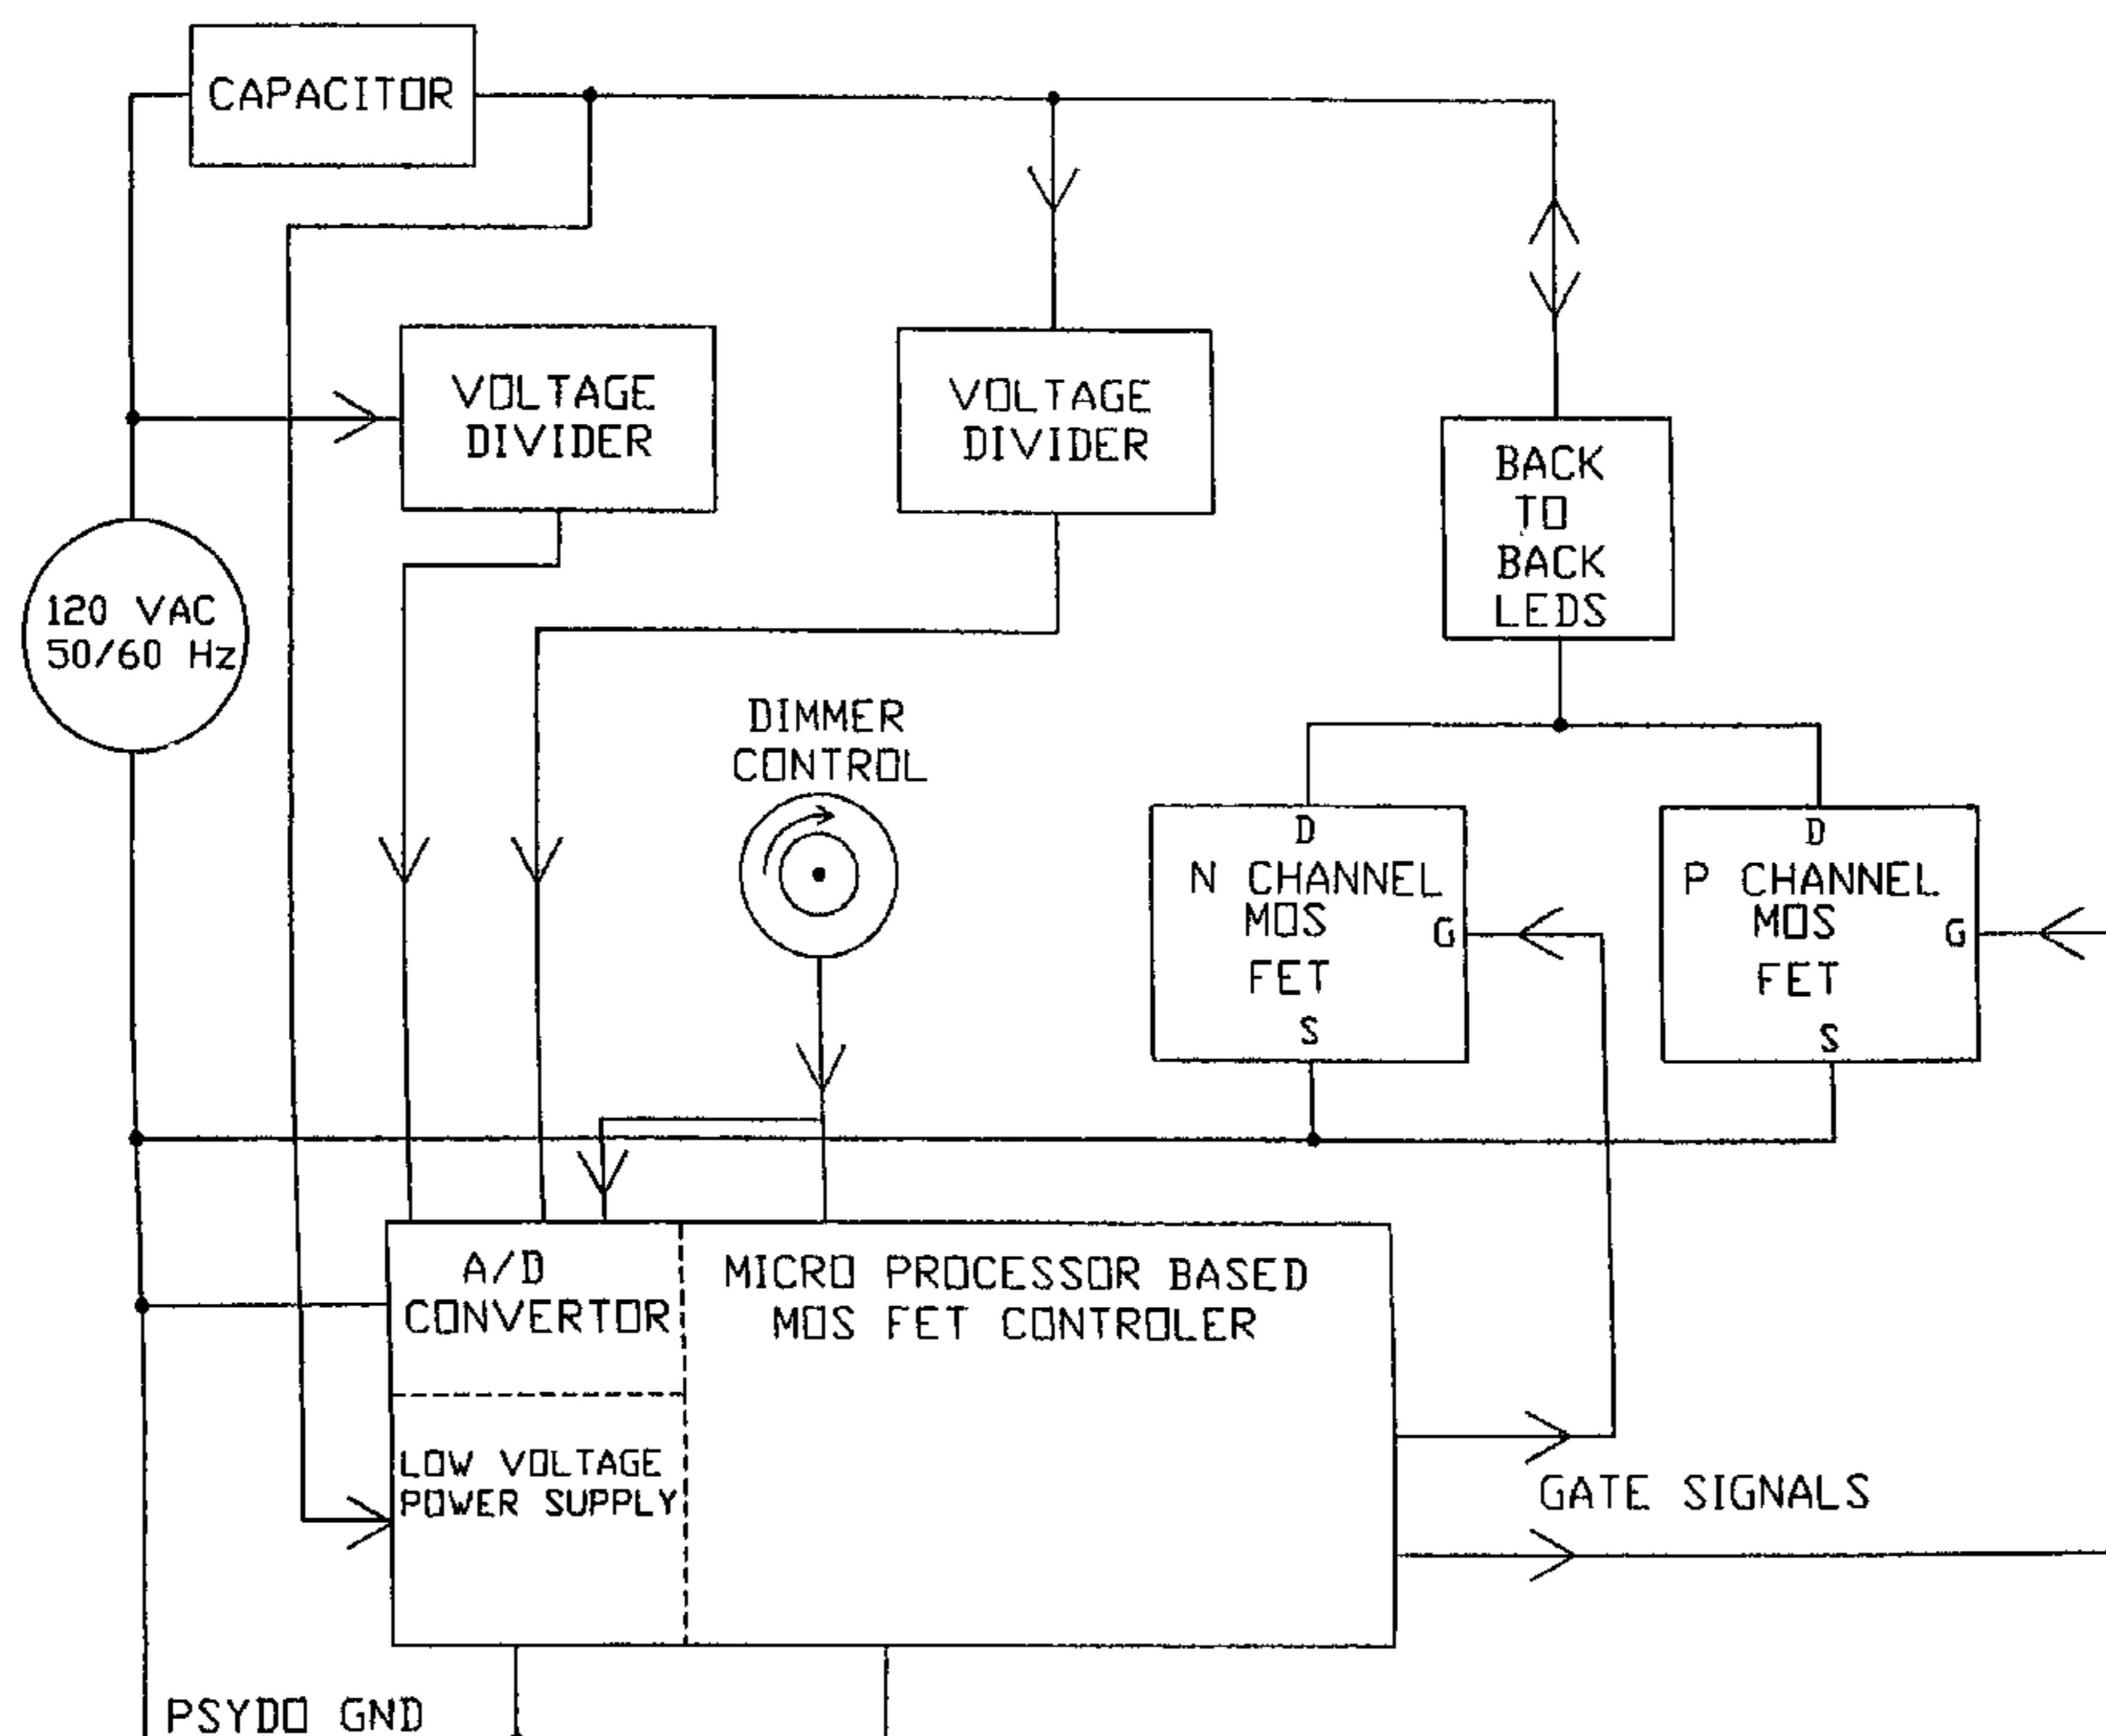 CAPACITOR
VOLTAGE
DIVIDER
VOLTAGE
DIVIDER
BACK
TO
BACK
LEDS
120 VAC
50/60 Hz
DIMMER
CONTROL
D
N CHANNEL
MOS
G
FET
S
D
P CHANNEL
MOS
G
FET
S
A/D
CONVERTOR
MICRO PROCESSOR BASED
MOS FET CONTROLER
LOW VOLTAGE
POWER SUPPLY
GATE SIGNALS
PSYDO GND